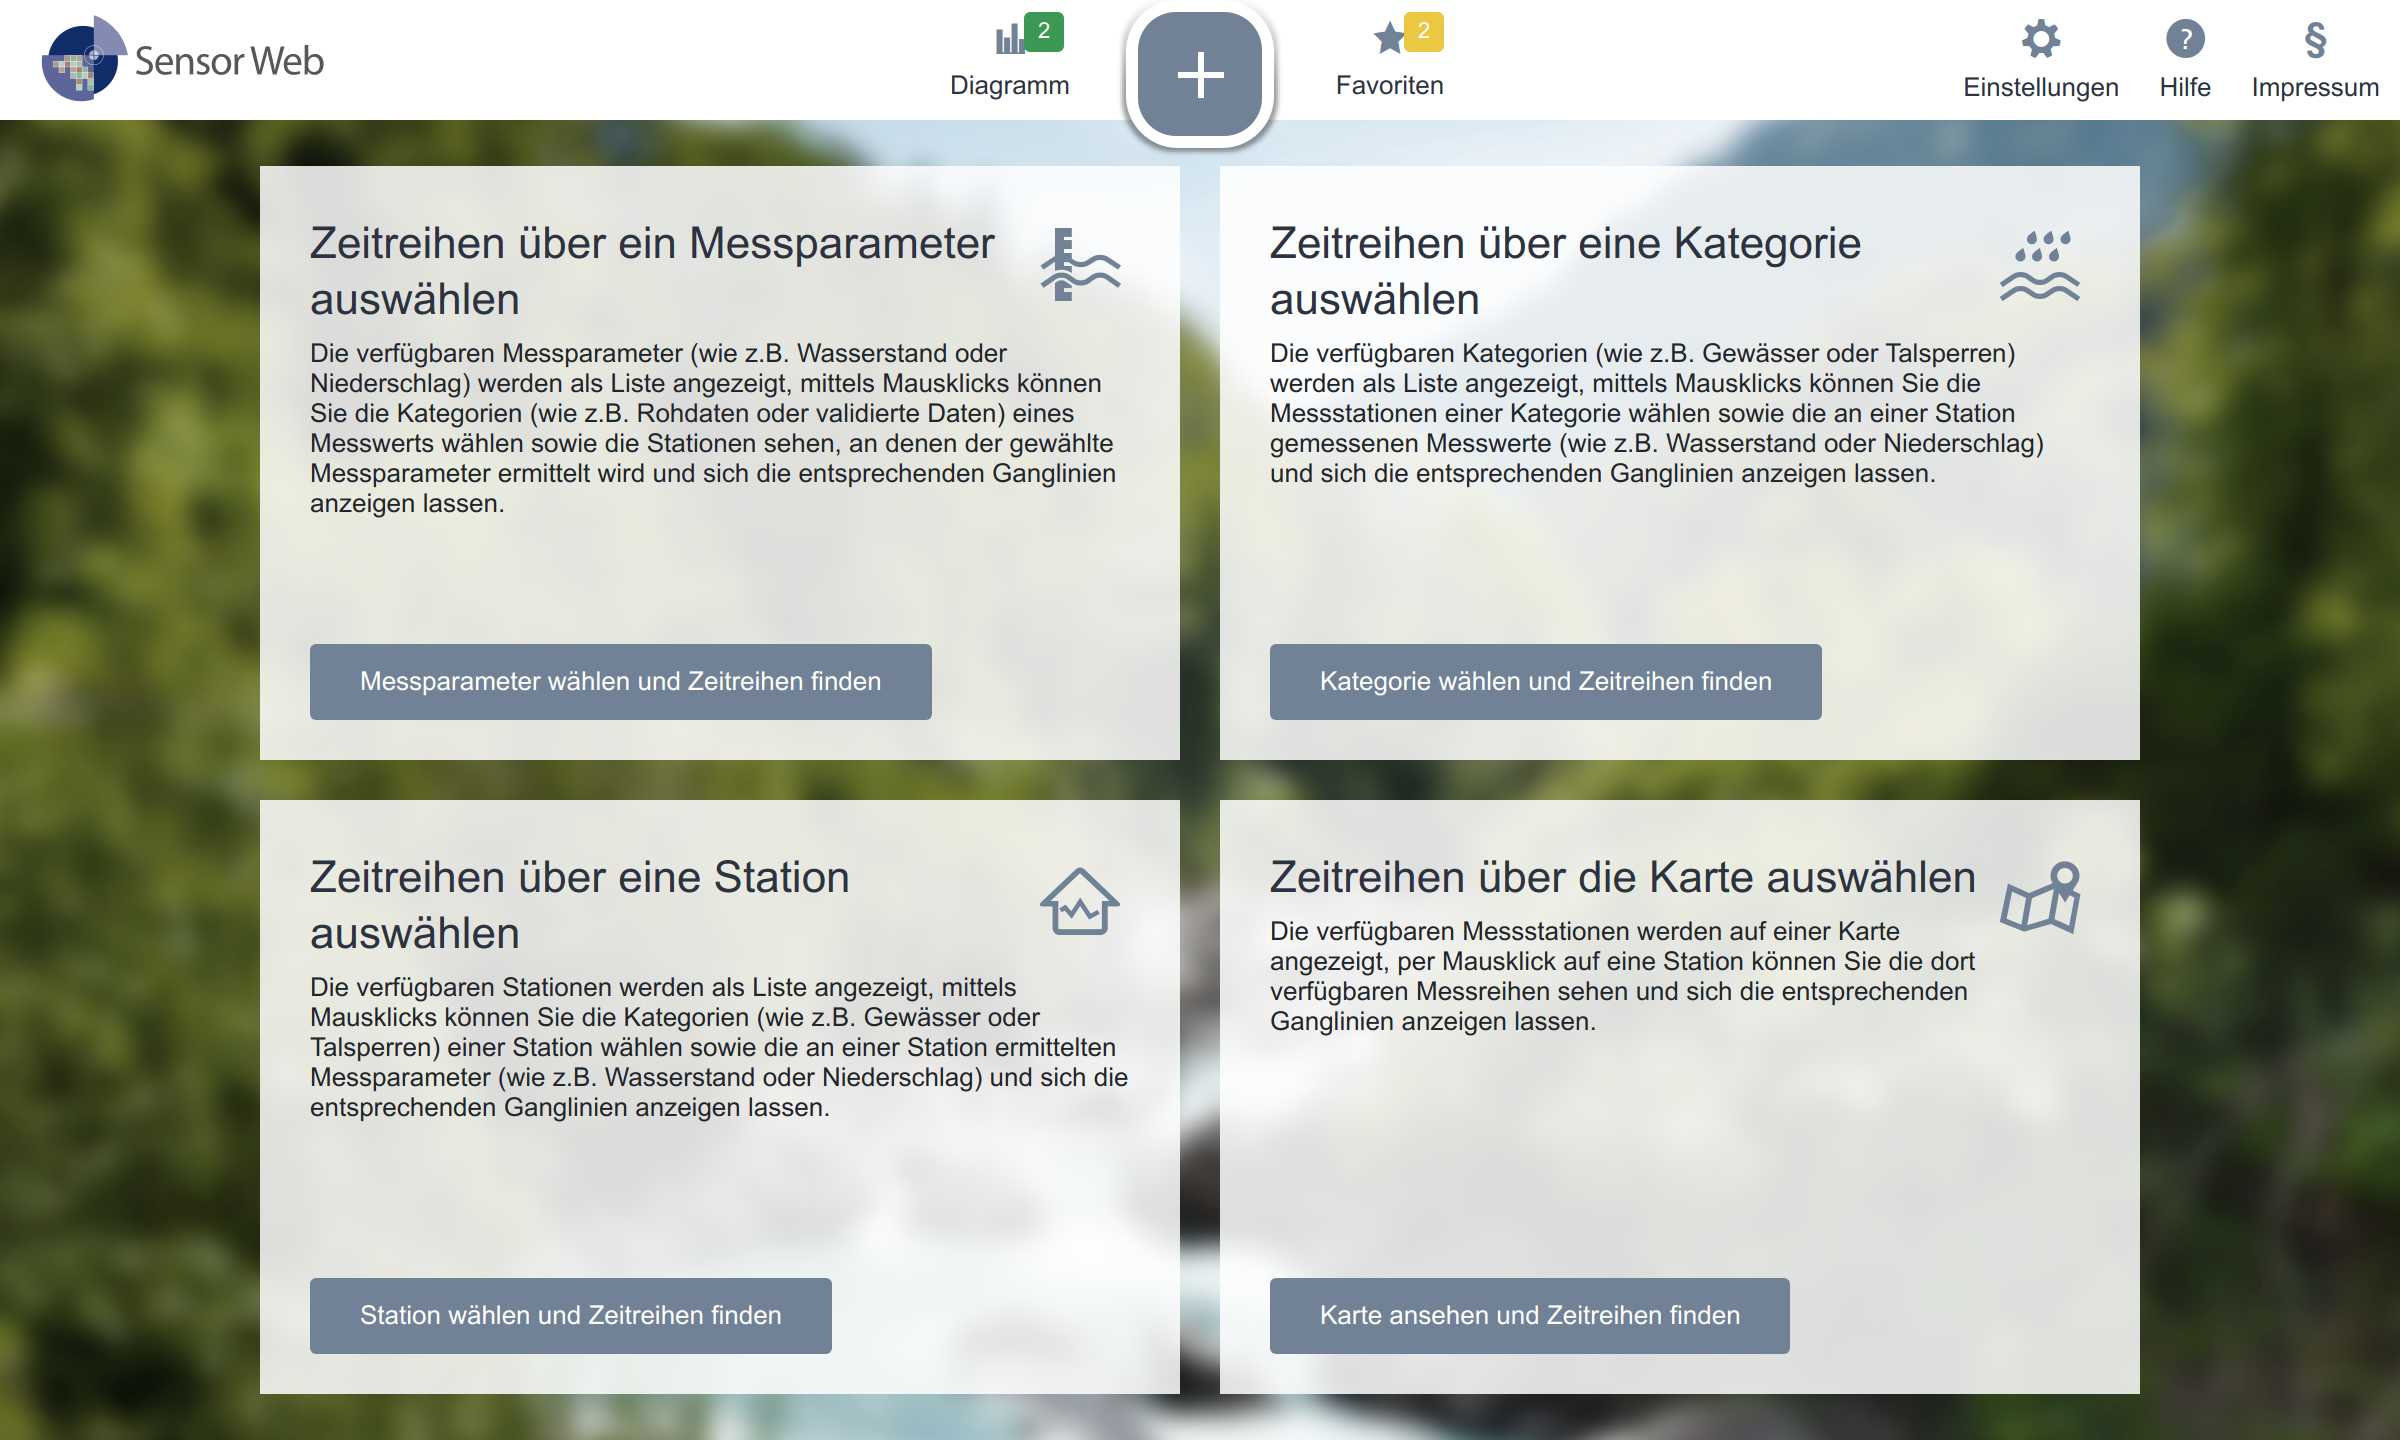 Sensor Web
2
Diagramm
2
Favoriten
?
Einstellungen
Hilfe
§
Impressum
Zeitreihen über ein Messparameter
auswählen
Die verfügbaren Messparameter (wie z.B. Wasserstand oder
Niederschlag) werden als Liste angezeigt, mittels Mausklicks können
Sie die Kategorien (wie z.B. Rohdaten oder validierte Daten) eines
Messwerts wählen sowie die Stationen sehen, an denen der gewählte
Messparameter ermittelt wird und sich die entsprechenden Ganglinien
anzeigen lassen.
Messparameter wählen und Zeitreihen finden
Zeitreihen über eine Kategorie
auswählen
Die verfügbaren Kategorien (wie z.B. Gewässer oder Talsperren)
werden als Liste angezeigt, mittels Mausklicks können Sie die
Messstationen einer Kategorie wählen sowie die an einer Station
gemessenen Messwerte (wie z.B. Wasserstand oder Niederschlag)
und sich die entsprechenden Ganglinien anzeigen lassen.
Kategorie wählen und Zeitreihen finden
Zeitreihen über eine Station
auswählen
Die verfügbaren Stationen werden als Liste angezeigt, mittels
Mausklicks können Sie die Kategorien (wie z.B. Gewässer oder
Talsperren) einer Station wählen sowie die an einer Station ermittelten
Messparameter (wie z.B. Wasserstand oder Niederschlag) und sich die
entsprechenden Ganglinien anzeigen lassen.
Station wählen und Zeitreihen finden
Zeitreihen über die Karte auswählen
Die verfügbaren Messstationen werden auf einer Karte
angezeigt, per Mausklick auf eine Station können Sie die dort
verfügbaren Messreihen sehen und sich die entsprechenden
Ganglinien anzeigen lassen.
Karte ansehen und Zeitreihen finden